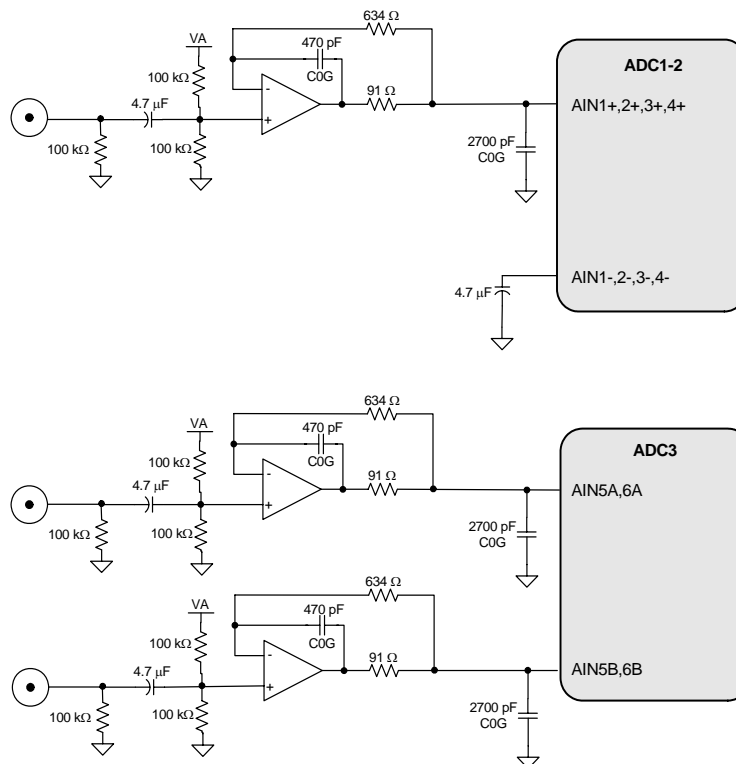 634 Ω
470 pF
C0G
VA
100 kΩ
4.7 µF
100 kΩ
100 kΩ
-
+
91 Ω
2700 pF
C0G
ADC1-2
AIN1+,2+,3+,4+
AIN1-,2-,3-,4-
4.7 µF
634 Ω
470 pF
C0G
VA
100 kΩ
4.7 µF
100 kΩ
100 kΩ
-
+
91 Ω
2700 pF
C0G
ADC3
AIN5A,6A
634 Ω
470 pF
C0G
VA
100 kΩ
4.7 µF
100 kΩ
100 kΩ
-
+
91 Ω
2700 pF
C0G
AIN5B,6B